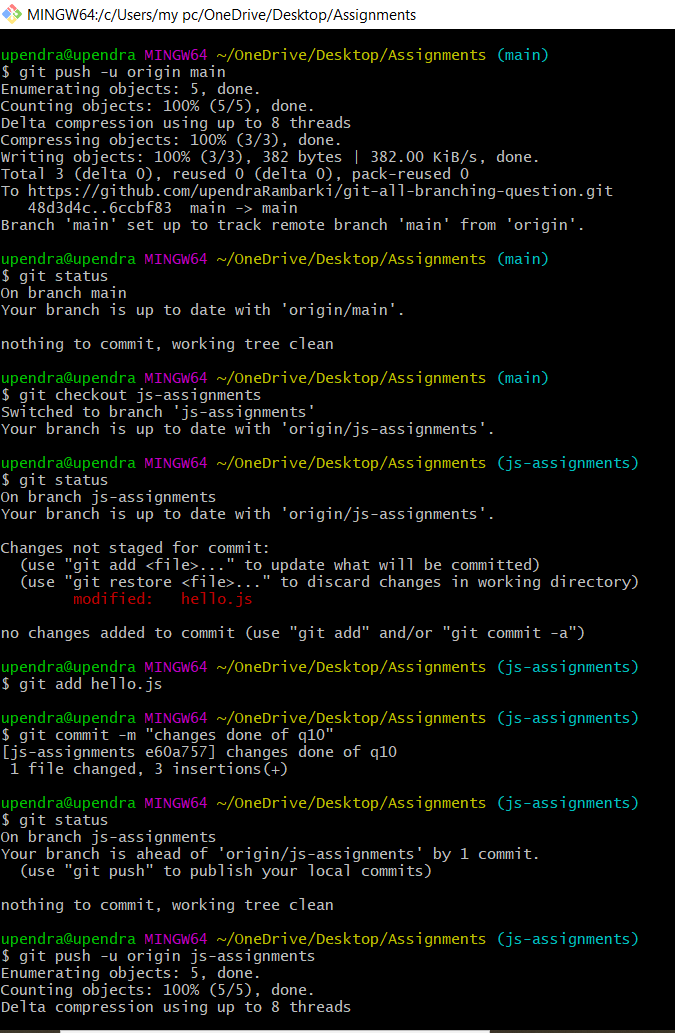 MINGW64:/c/Users/my pc/OneDrive/Desktop/Assignments
upendra@upendra MINGW64 ~/OneDrive/Desktop/Assignments (main)
$ git push -u origin main
Enumerating objects: 5, done.
Counting objects: 100% (5/5), done.
Delta compression using up to 8 threads
Compressing objects: 100% (3/3), done.
Writing objects: 100% (3/3), 382 bytes | 382.00 KiB/s, done.
Total 3 (delta 0), reused 0 (delta 0), pack-reused 0
To https://github.com/upendraRambarki/git-all-branching-question.git
   48d3d4c..6ccbf83  main -> main
Branch 'main' set up to track remote branch 'main' from 'origin'.
upendra@upendra MINGW64 ~/OneDrive/Desktop/Assignments (main)
$ git status
On branch main
Your branch is up to date with 'origin/main'.
nothing to commit, working tree clean
upendra@upendra MINGW64 ~/OneDrive/Desktop/Assignments (main)
$ git checkout js-assignments
Switched to branch 'js-assignments'
Your branch is up to date with 'origin/js-assignments'.
upendra@upendra MINGW64 ~/OneDrive/Desktop/Assignments (js-assignments)
$ git status
On branch js-assignments
Your branch is up to date with 'origin/js-assignments'.
Changes not staged for commit:
  (use "git add <file>..." to update what will be committed)
  (use "git restore <file>..." to discard changes in working directory)
        modified:   hello.js
no changes added to commit (use "git add" and/or "git commit -a")
upendra@upendra MINGW64 ~/OneDrive/Desktop/Assignments (js-assignments)
$ git add hello.js
upendra@upendra MINGW64 ~/OneDrive/Desktop/Assignments (js-assignments)
$ git commit -m "changes done of q10"
[js-assignments e60a757] changes done of q10
 1 file changed, 3 insertions(+)
upendra@upendra MINGW64 ~/OneDrive/Desktop/Assignments (js-assignments)
$ git status
On branch js-assignments
Your branch is ahead of 'origin/js-assignments' by 1 commit.
  (use "git push" to publish your local commits)
nothing to commit, working tree clean
upendra@upendra MINGW64 ~/OneDrive/Desktop/Assignments (js-assignments)
$ git push -u origin js-assignments
Enumerating objects: 5, done.
Counting objects: 100% (5/5), done.
Delta compression using up to 8 threads